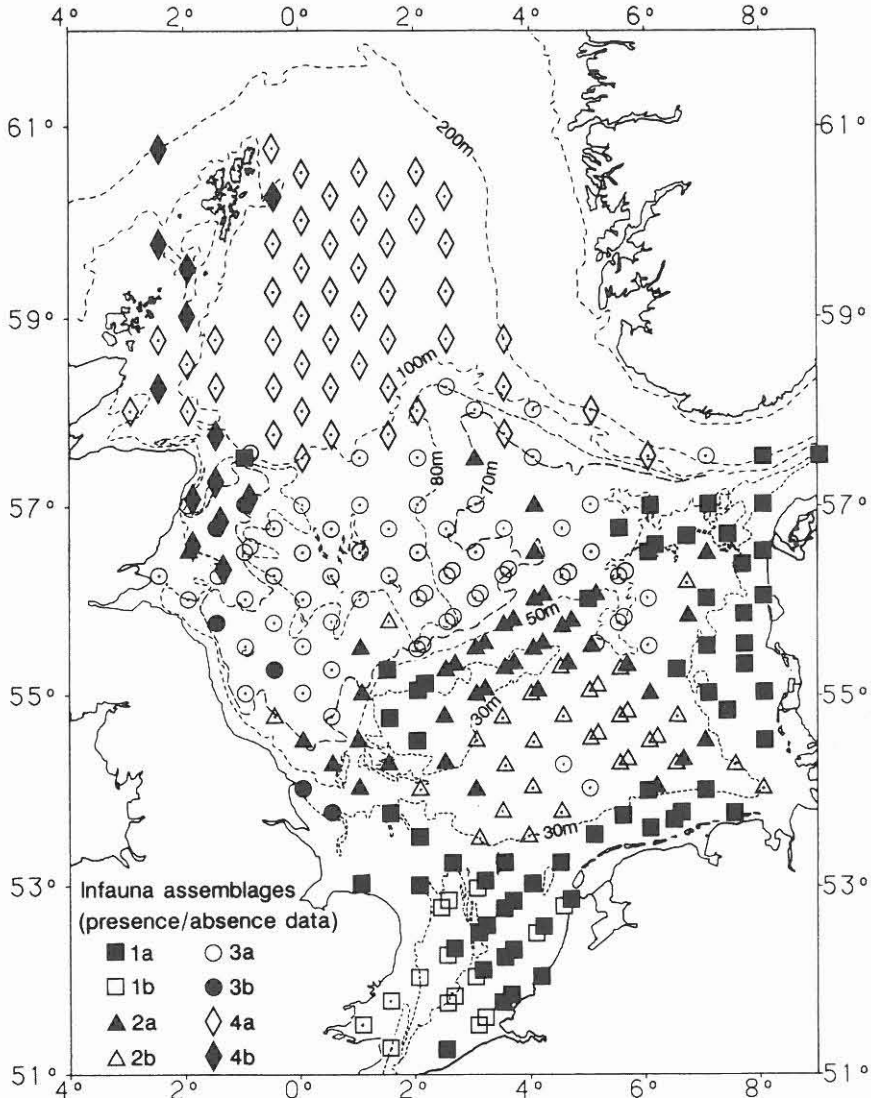 4° 2° 0° 2° 4° 6° 8°
61° 61°
200m
59° 59°
100m
80m
70m
57° 57°
50m
55° 55°
30m
30m
53° 53°
Infauna assemblages
(presence/absence data)
1a 3a
1b 3b
2a 4a
2b 4b
51° 51°
4° 2° 0° 2° 4° 6° 8°